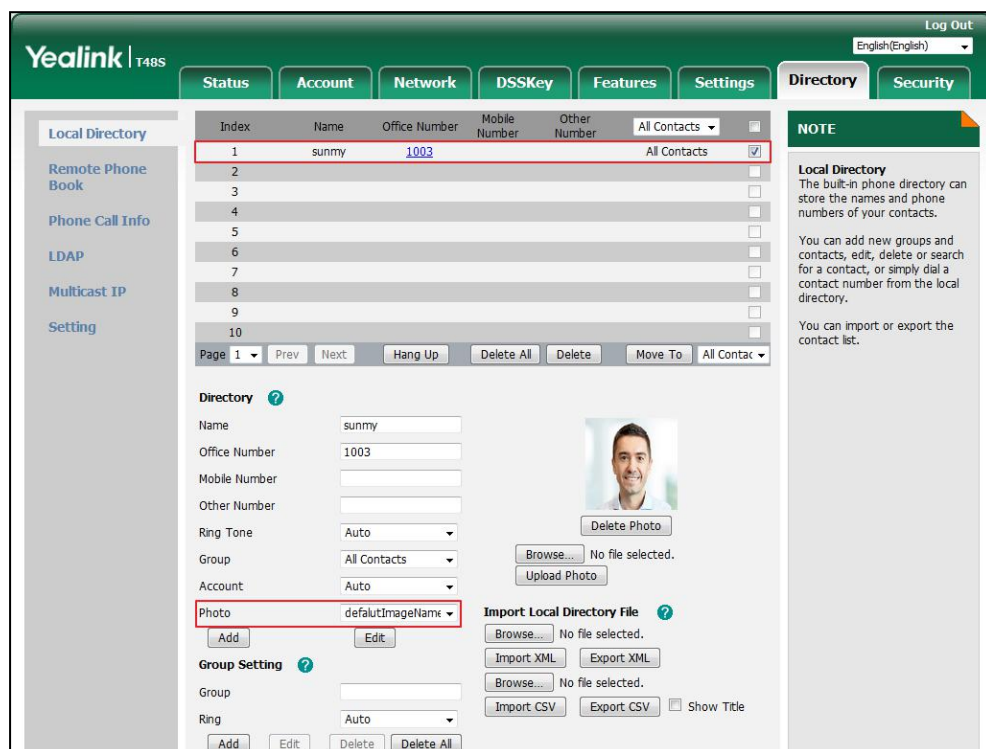 Log Out
Yealink | T48S
English(English)
Status Account Network DSSKey Features Settings Directory Security
Local Directory
Remote Phone
Book
Phone Call Info
LDAP
Multicast IP
Setting
Index Name Office Number Mobile Number Other Number All Contacts
1 sunmy 1003 All Contacts
2
3
4
5
6
7
8
9
10
Page 1 Prev Next Hang Up Delete All Delete Move To All Contac
Directory ?
Name sunmy
Office Number 1003
Mobile Number
Other Number
Ring Tone Auto
Group All Contacts
Account Auto
Photo defalutImageName
Add Edit
Delete Photo
Browse... No file selected.
Upload Photo
Group Setting ?
Group
Ring Auto
Add Edit Delete Delete All
Import Local Directory File ?
Browse... No file selected.
Import XML Export XML
Browse... No file selected.
Import CSV Export CSV Show Title
NOTE
Local Directory
The built-in phone directory can
store the names and phone
numbers of your contacts.
You can add new groups and
contacts, edit, delete or search
for a contact, or simply dial a
contact number from the local
directory.
You can import or export the
contact list.